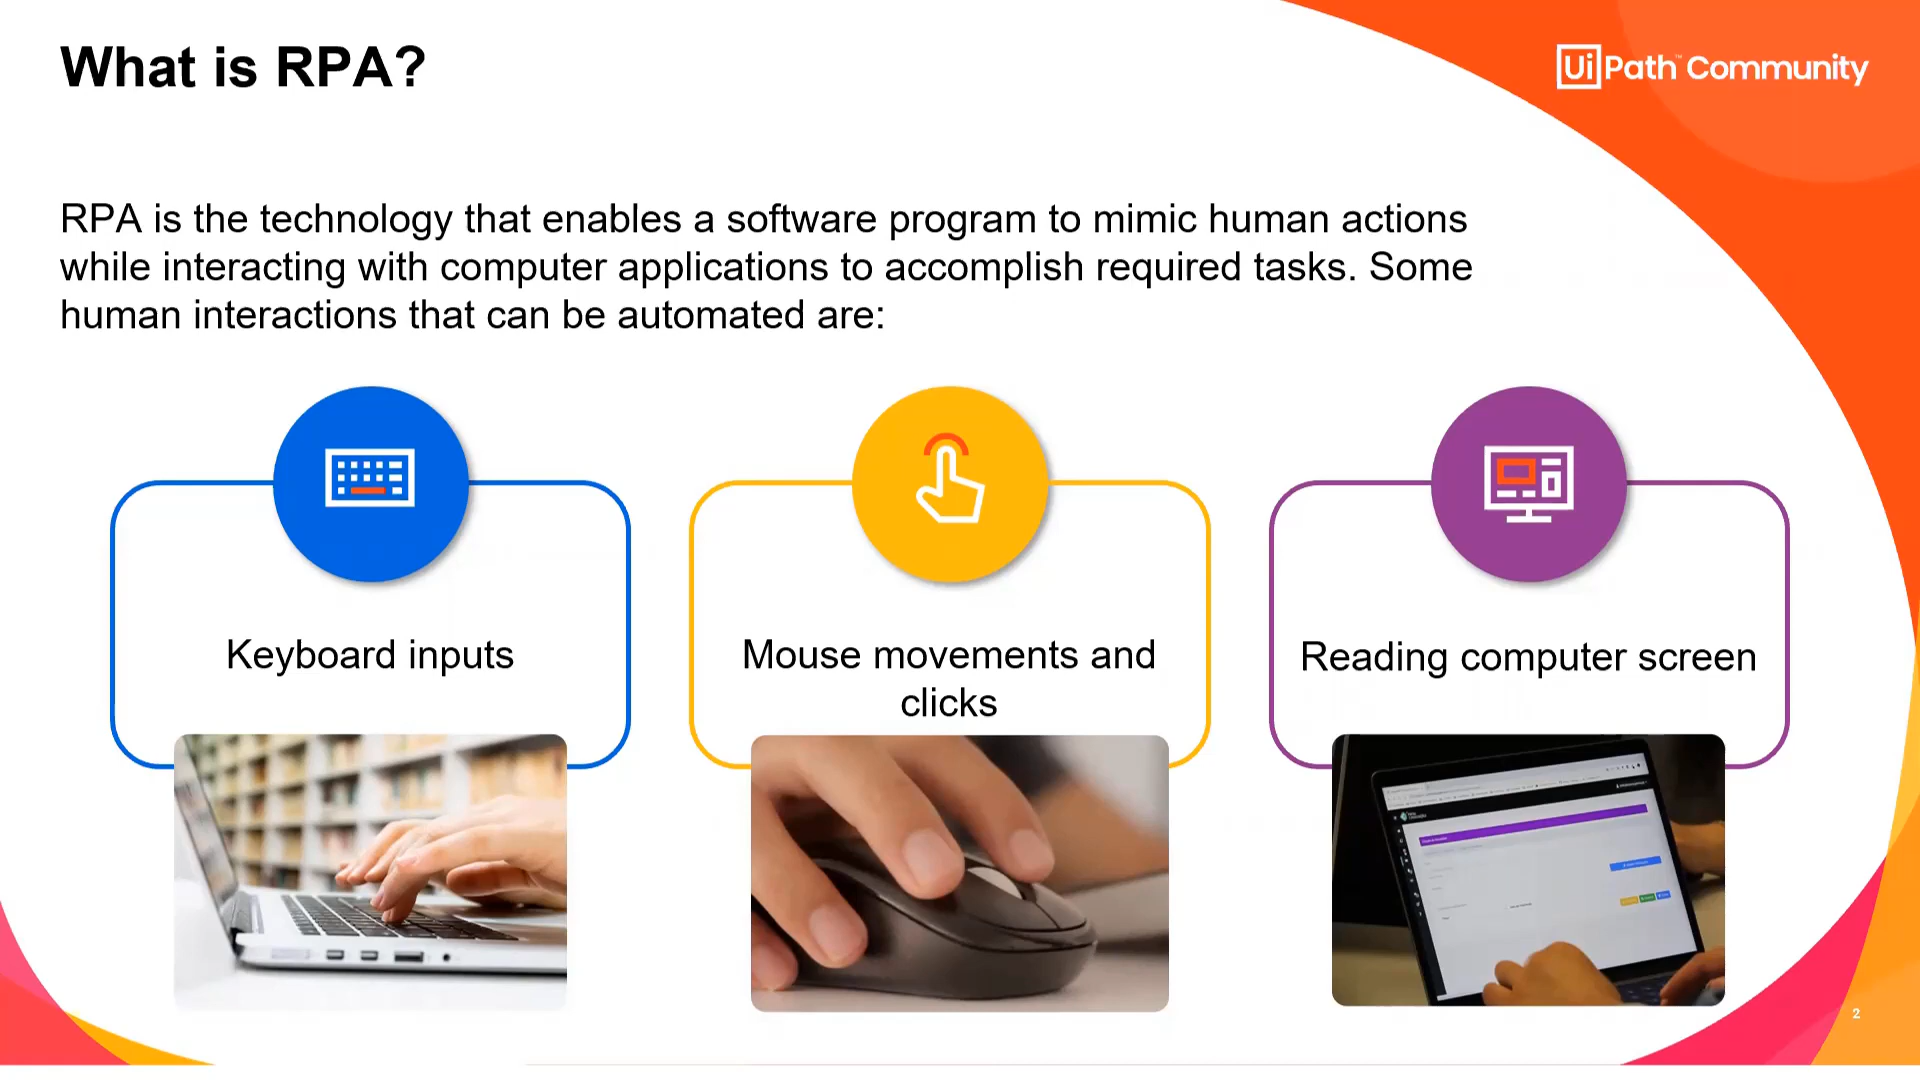 What is RPA?
UiPath™ Community
RPA is the technology that enables a software program to mimic human actions
while interacting with computer applications to accomplish required tasks. Some
human interactions that can be automated are:
Keyboard inputs
Mouse movements and
clicks
Reading computer screen
2